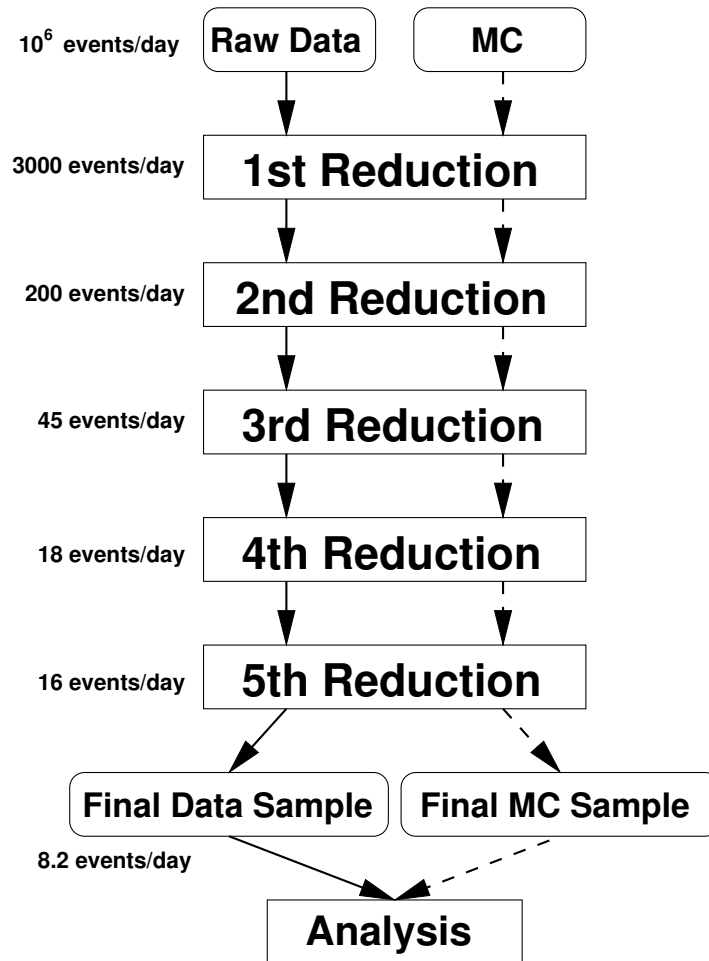 10⁶ events/day
Raw Data
MC
3000 events/day
1st Reduction
200 events/day
2nd Reduction
45 events/day
3rd Reduction
18 events/day
4th Reduction
16 events/day
5th Reduction
Final Data Sample
Final MC Sample
8.2 events/day
Analysis